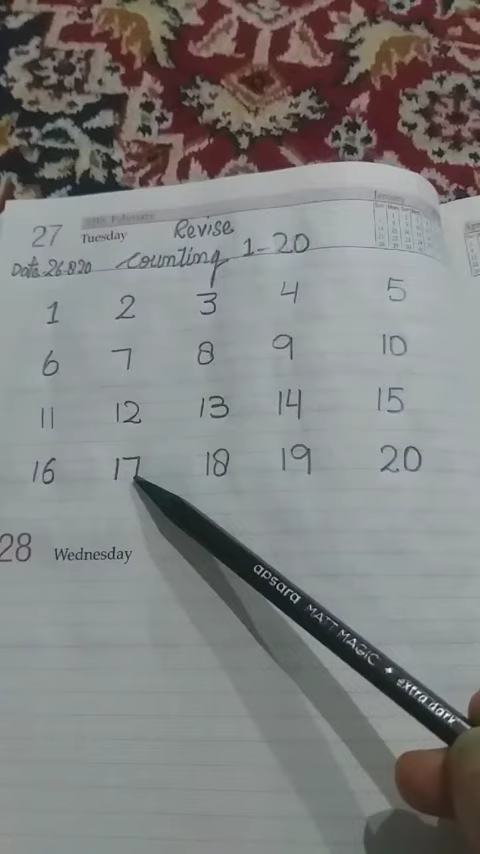 27 Tuesday Revise
Date 26.8.20 Counting 1-20
1 2 3 4 5
6 7 8 9 10
11 12 13 14 15
16 17 18 19 20
28 Wednesday
apsara MATT MAGIC + extra dark